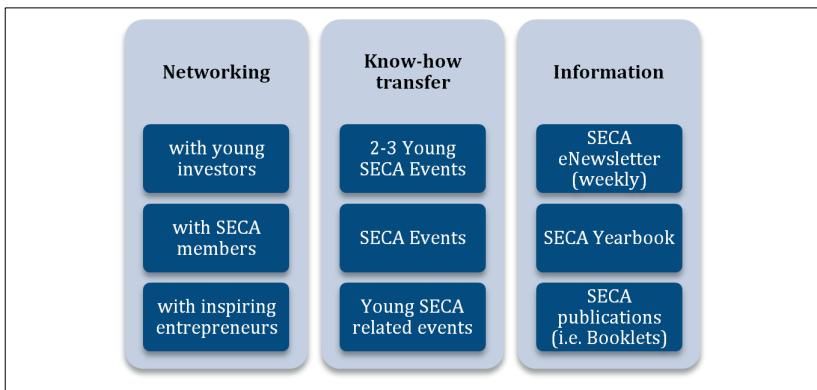 Networking
with young
investors
with SECA
members
with inspiring
entrepreneurs
Know-how
transfer
2-3 Young
SECA Events
SECA Events
Young SECA
related events
Information
SECA
eNewsletter
(weekly)
SECA Yearbook
SECA
publications
(i.e. Booklets)